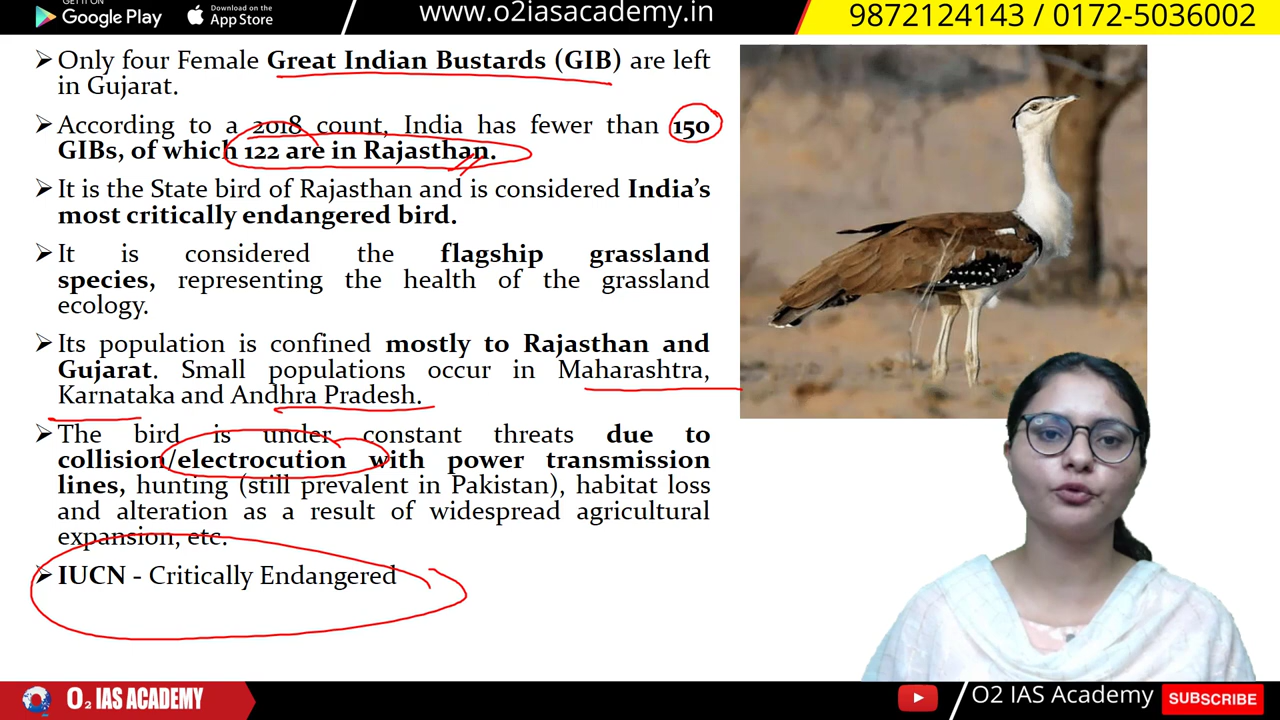 GET IT ON
Google Play
Download on the
App Store
www.o2iasacademy.in
9872124143 / 0172-5036002
Only four Female Great Indian Bustards (GIB) are left
in Gujarat.
According to a 2018 count, India has fewer than 150
GIBs, of which 122 are in Rajasthan.
It is the State bird of Rajasthan and is considered India's
most critically endangered bird.
It is considered the flagship grassland
species, representing the health of the grassland
ecology.
Its population is confined mostly to Rajasthan and
Gujarat. Small populations occur in Maharashtra,
Karnataka and Andhra Pradesh.
The bird is under constant threats due to
collision/electrocution with power transmission
lines, hunting (still prevalent in Pakistan), habitat loss
and alteration as a result of widespread agricultural
expansion, etc.
IUCN - Critically Endangered
O2 IAS ACADEMY
O2 IAS Academy
SUBSCRIBE